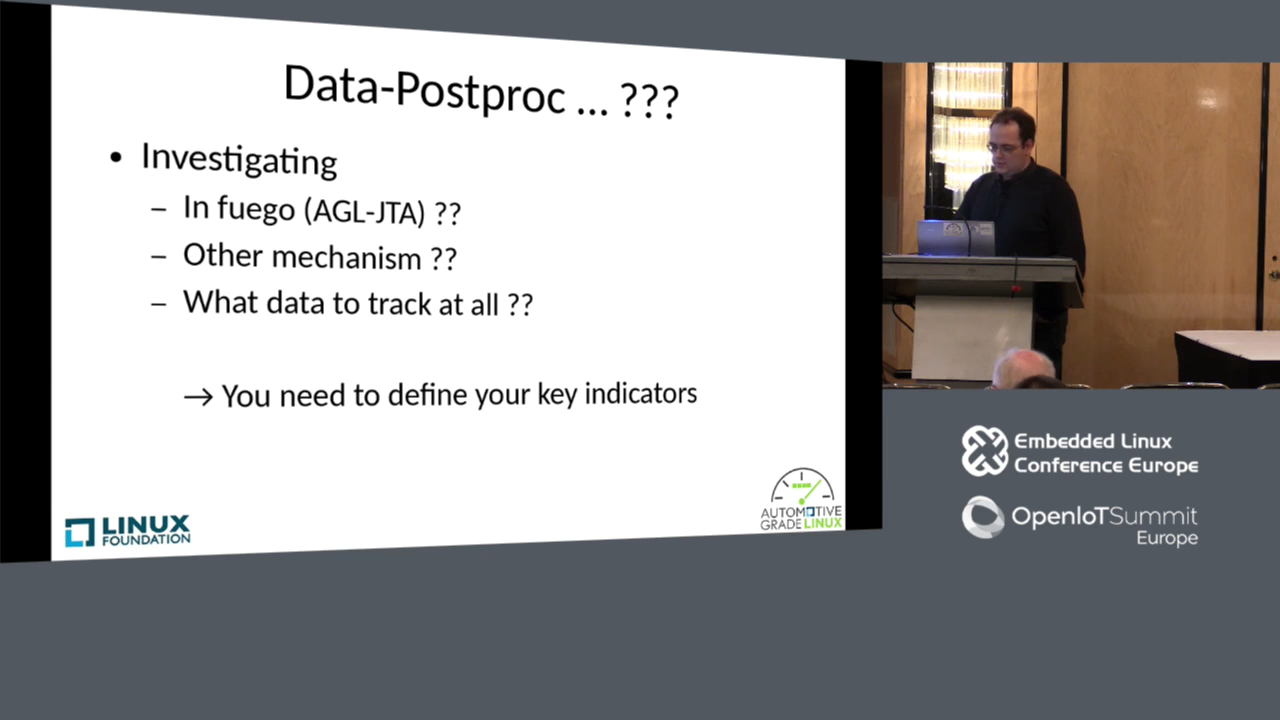 Data-Postproc ... ???
• Investigating
– In fuego (AGL-JTA) ??
– Other mechanism ??
– What data to track at all ??
→ You need to define your key indicators
LINUX
FOUNDATION
AUTOMOTIVE
GRADE LINUX
Embedded Linux
Conference Europe
OpenIoTSummit
Europe